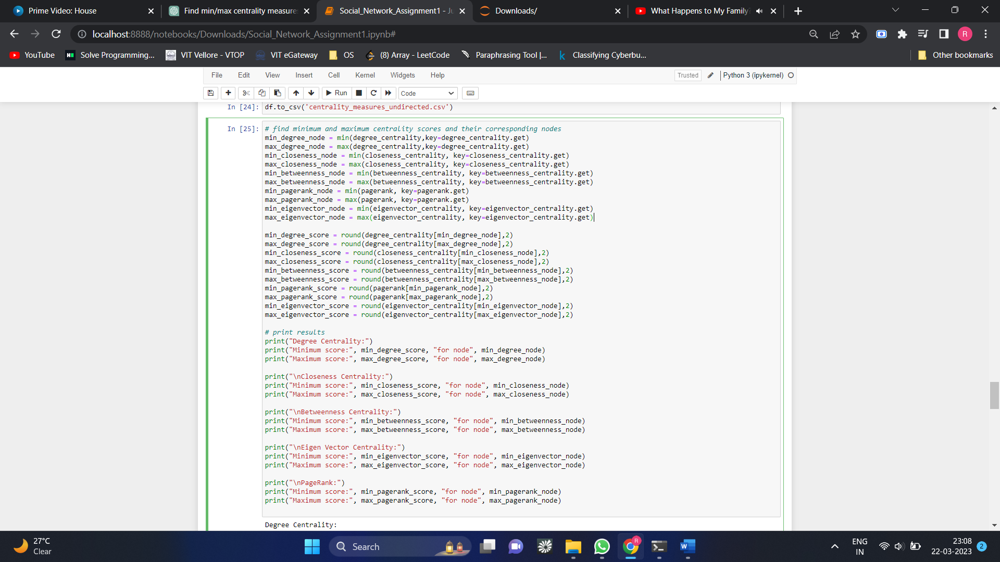 Prime Video: House
Find min/max centrality measure
Social_Network_Assignment1 - Ju
Downloads/
What Happens to My Family?
localhost:8888/notebooks/Downloads/Social_Network_Assignment1.ipynb#
R
YouTube
Solve Programming...
VIT Vellore - VTOP
VIT eGateway
OS
(8) Array - LeetCode
Paraphrasing Tool |...
Classifying Cyberbu...
Other bookmarks
File Edit View Insert Cell Kernel Widgets Help
Trusted
Python 3 (ipykernel)
Run
Code
In [24]: df.to_csv('centrality_measures_undirected.csv')
In [25]: # find minimum and maximum centrality scores and their corresponding nodes
min_degree_node = min(degree_centrality,key=degree_centrality.get)
max_degree_node = max(degree_centrality,key=degree_centrality.get)
min_closeness_node = min(closeness_centrality, key=closeness_centrality.get)
max_closeness_node = max(closeness_centrality, key=closeness_centrality.get)
min_betweenness_node = min(betweenness_centrality, key=betweenness_centrality.get)
max_betweenness_node = max(betweenness_centrality, key=betweenness_centrality.get)
min_pagerank_node = min(pagerank, key=pagerank.get)
max_pagerank_node = max(pagerank, key=pagerank.get)
min_eigenvector_node = min(eigenvector_centrality, key=eigenvector_centrality.get)
max_eigenvector_node = max(eigenvector_centrality, key=eigenvector_centrality.get)
min_degree_score = round(degree_centrality[min_degree_node],2)
max_degree_score = round(degree_centrality[max_degree_node],2)
min_closeness_score = round(closeness_centrality[min_closeness_node],2)
max_closeness_score = round(closeness_centrality[max_closeness_node],2)
min_betweenness_score = round(betweenness_centrality[min_betweenness_node],2)
max_betweenness_score = round(betweenness_centrality[max_betweenness_node],2)
min_pagerank_score = round(pagerank[min_pagerank_node],2)
max_pagerank_score = round(pagerank[max_pagerank_node],2)
min_eigenvector_score = round(eigenvector_centrality[min_eigenvector_node],2)
max_eigenvector_score = round(eigenvector_centrality[max_eigenvector_node],2)
# print results
print("Degree Centrality:")
print("Minimum score:", min_degree_score, "for node", min_degree_node)
print("Maximum score:", max_degree_score, "for node", max_degree_node)
print("\nCloseness Centrality:")
print("Minimum score:", min_closeness_score, "for node", min_closeness_node)
print("Maximum score:", max_closeness_score, "for node", max_closeness_node)
print("\nBetweenness Centrality:")
print("Minimum score:", min_betweenness_score, "for node", min_betweenness_node)
print("Maximum score:", max_betweenness_score, "for node", max_betweenness_node)
print("\nEigen Vector Centrality:")
print("Minimum score:", min_eigenvector_score, "for node", min_eigenvector_node)
print("Maximum score:", max_eigenvector_score, "for node", max_eigenvector_node)
print("\nPageRank:")
print("Minimum score:", min_pagerank_score, "for node", min_pagerank_node)
print("Maximum score:", max_pagerank_score, "for node", max_pagerank_node)
Degree Centrality:
27°C
Clear
Search
ENG
IN
23:08
22-03-2023
2